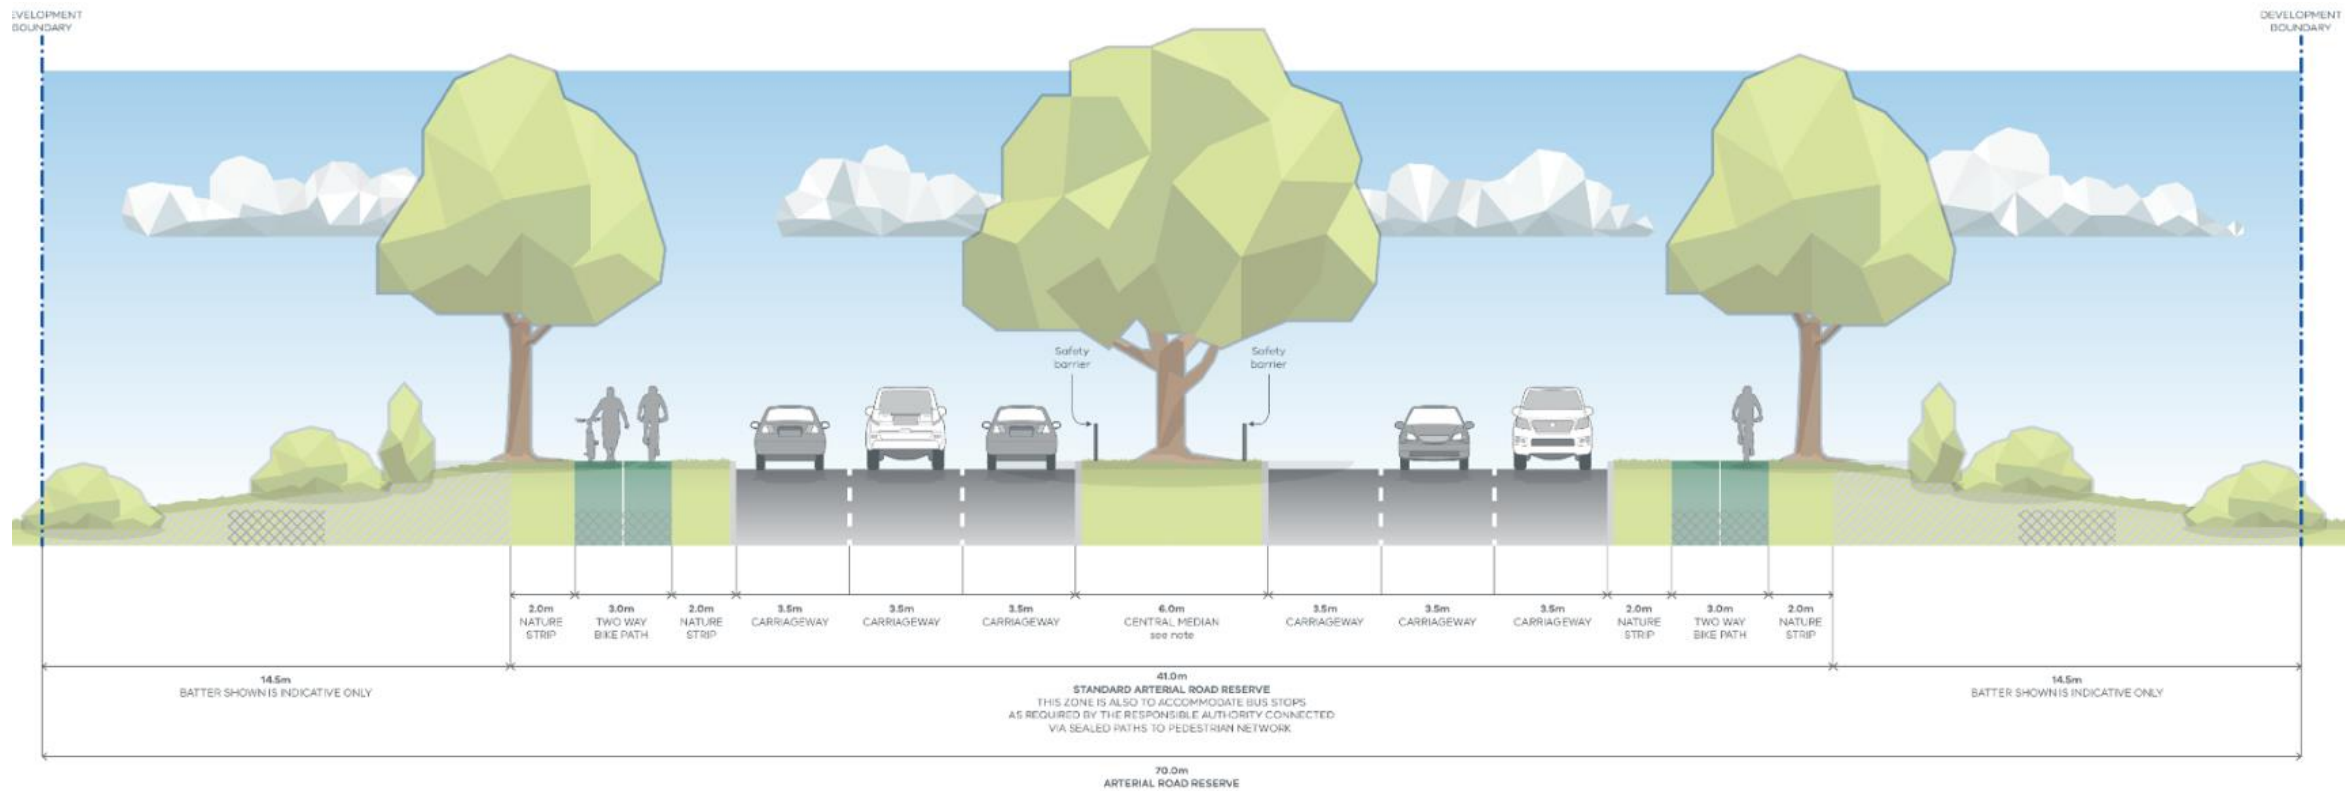 EVELOPMENT
BOUNDARY
DEVELOPMENT
BOUNDARY
Safety
barrier
Safety
barrier
2.0m
NATURE
STRIP
3.0m
TWO WAY
BIKE PATH
2.0m
NATURE
STRIP
3.5m
CARRIAGEWAY
3.5m
CARRIAGEWAY
3.5m
CARRIAGEWAY
6.0m
CENTRAL MEDIAN
see note
3.5m
CARRIAGEWAY
3.5m
CARRIAGEWAY
3.5m
CARRIAGEWAY
2.0m
NATURE
STRIP
3.0m
TWO WAY
BIKE PATH
2.0m
NATURE
STRIP
14.5m
BATTER SHOWN IS INDICATIVE ONLY
41.0m
STANDARD ARTERIAL ROAD RESERVE
THIS ZONE IS ALSO TO ACCOMMODATE BUS STOPS
AS REQUIRED BY THE RESPONSIBLE AUTHORITY CONNECTED
VIA SEALED PATHS TO PEDESTRIAN NETWORK
14.5m
BATTER SHOWN IS INDICATIVE ONLY
70.0m
ARTERIAL ROAD RESERVE